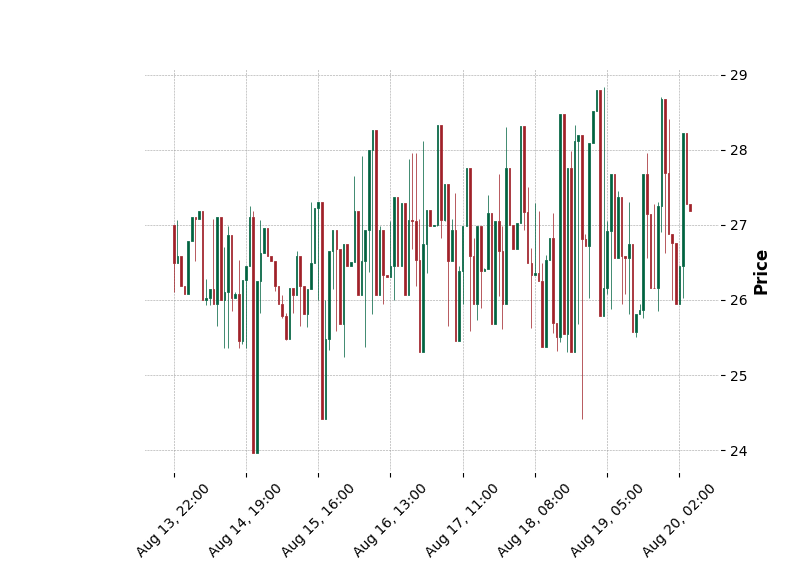 29
28
27
26
25
24
Price
Aug 13, 22:00
Aug 14, 19:00
Aug 15, 16:00
Aug 16, 13:00
Aug 17, 11:00
Aug 18, 08:00
Aug 19, 05:00
Aug 20, 02:00